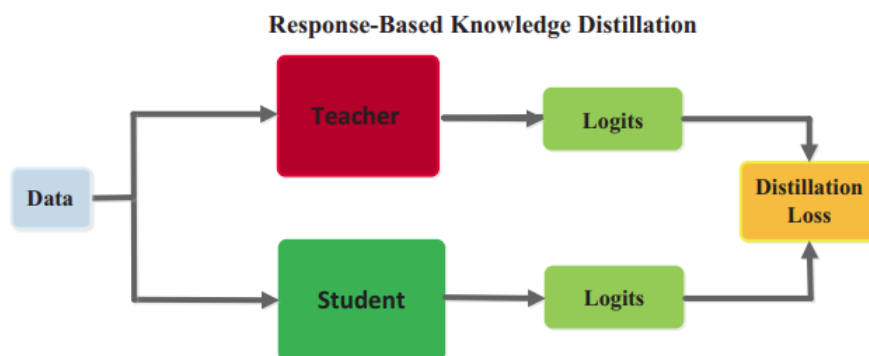 Response-Based Knowledge Distillation
Teacher
Logits
Data
Distillation
Loss
Student
Logits